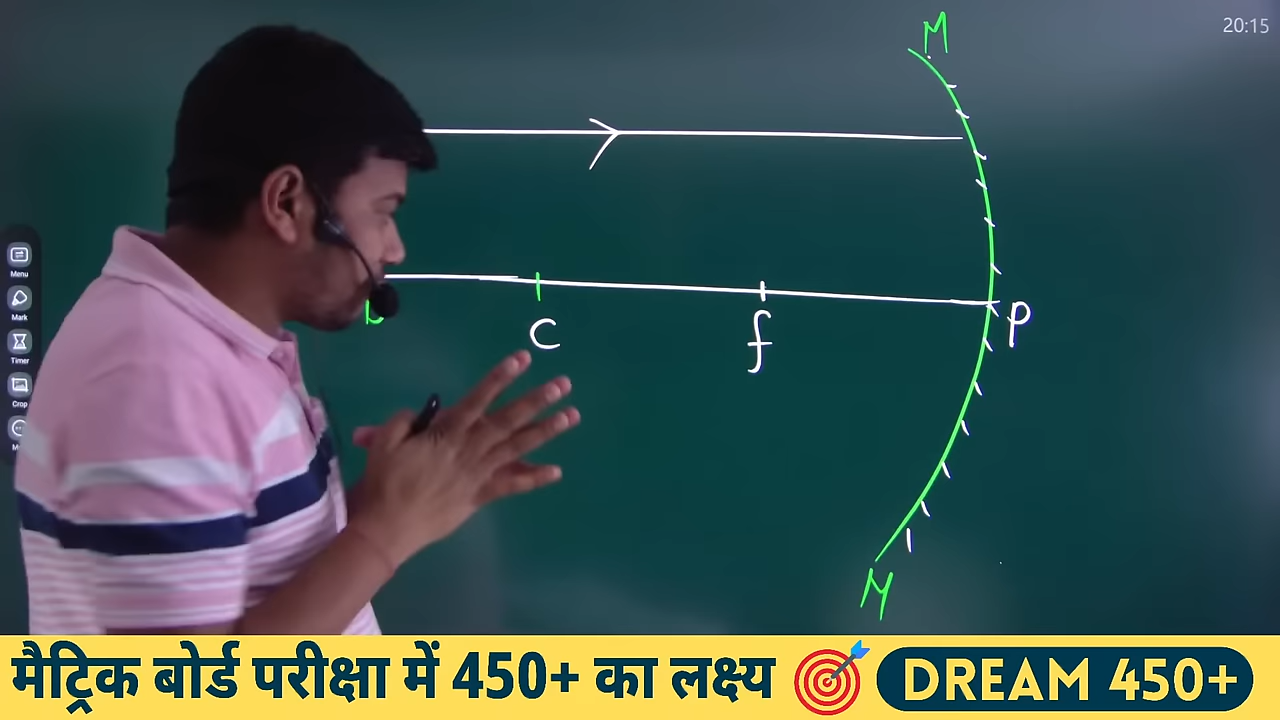 M
20:15
Menu
Mark
Timer
Crop
C
f
P
M
मैट्रिक बोर्ड परीक्षा में 450+ का लक्ष्य
DREAM 450+